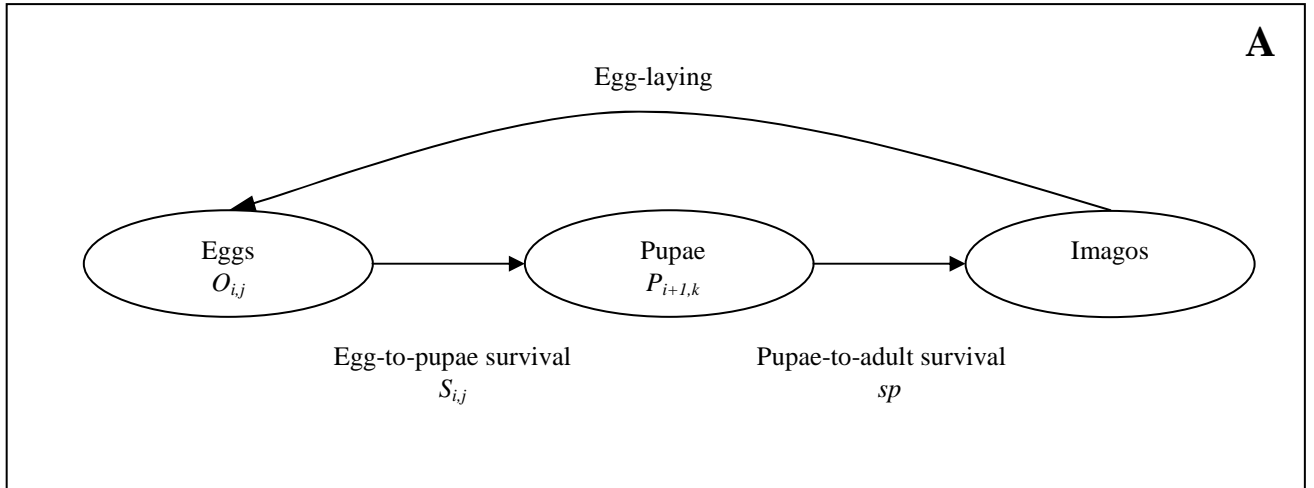 A
Egg-laying
Eggs
O_{i,j}
Pupae
P_{i+1,k}
Imagos
Egg-to-pupae survival
S_{i,j}
Pupae-to-adult survival
sp